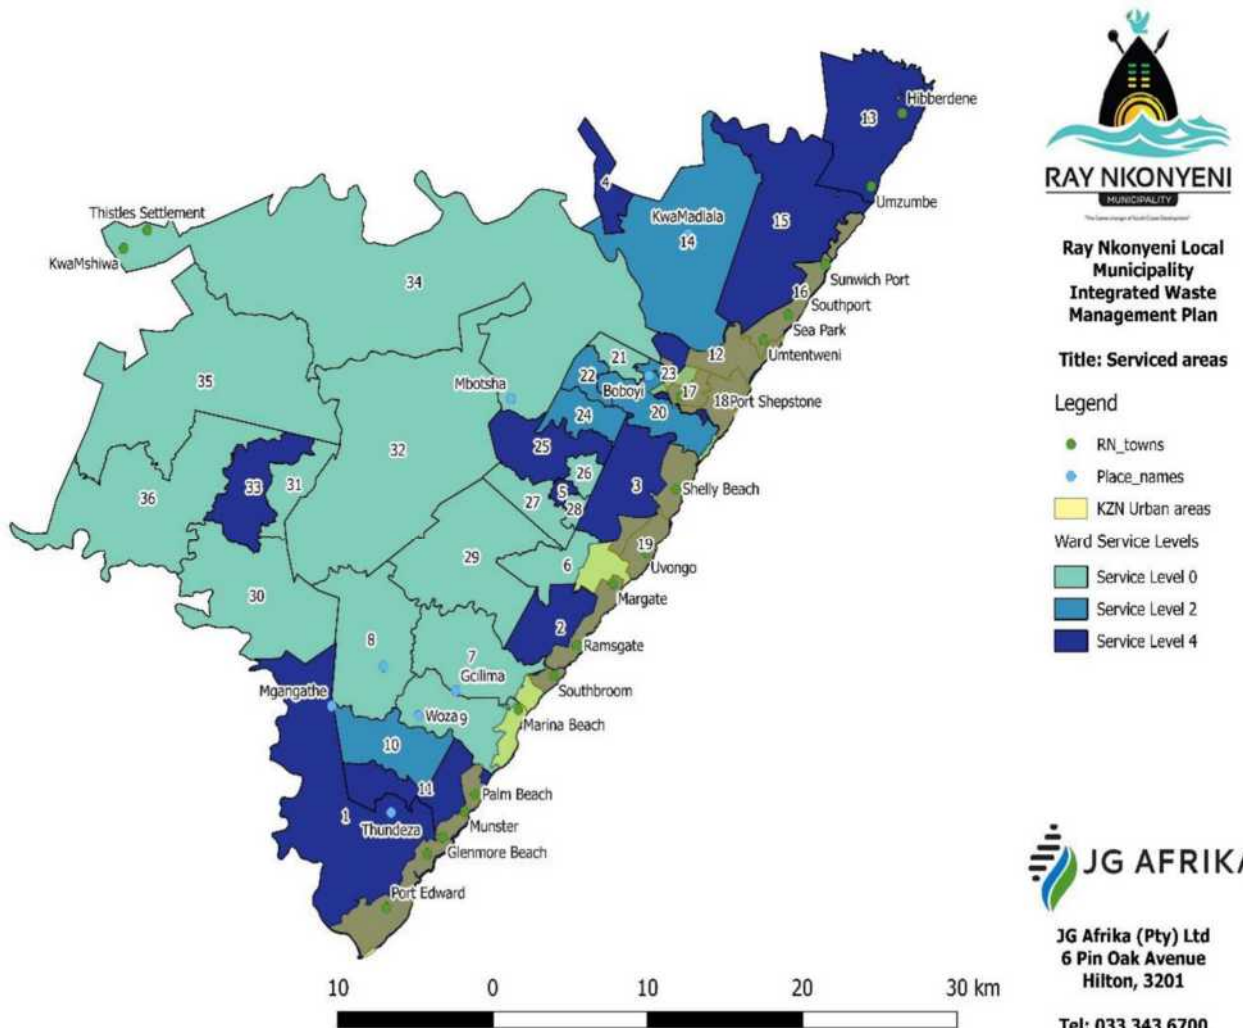 Hibberdene
13
4
Umzumbe
Thistles Settlement
KwaMadlala
14
15
KwaMshiwa
34
Sunwich Port
16
Southport
Sea Park
12
Umtentweni
21
35
22
23
Mbotsha
Boboyi
17
18
Port Shepstone
24
20
25
32
26
33
31
3
5
Shelly Beach
36
27
28
19
29
6
Uvongo
30
Margate
2
8
7
Ramsgate
Gcilima
Southbroom
Mgangathe
Woza
9
Marina Beach
10
11
Palm Beach
1
Munster
Thundeza
Glenmore Beach
Port Edward
10 0 10 20 30 km
RAY NKONYENI
MUNICIPALITY
Ray Nkonyeni Local
Municipality
Integrated Waste
Management Plan
Title: Serviced areas
Legend
RN_towns
Place_names
KZN Urban areas
Ward Service Levels
Service Level 0
Service Level 2
Service Level 4
JG AFRIKA
JG Afrika (Pty) Ltd
6 Pin Oak Avenue
Hilton, 3201
Tel: 033 343 6700